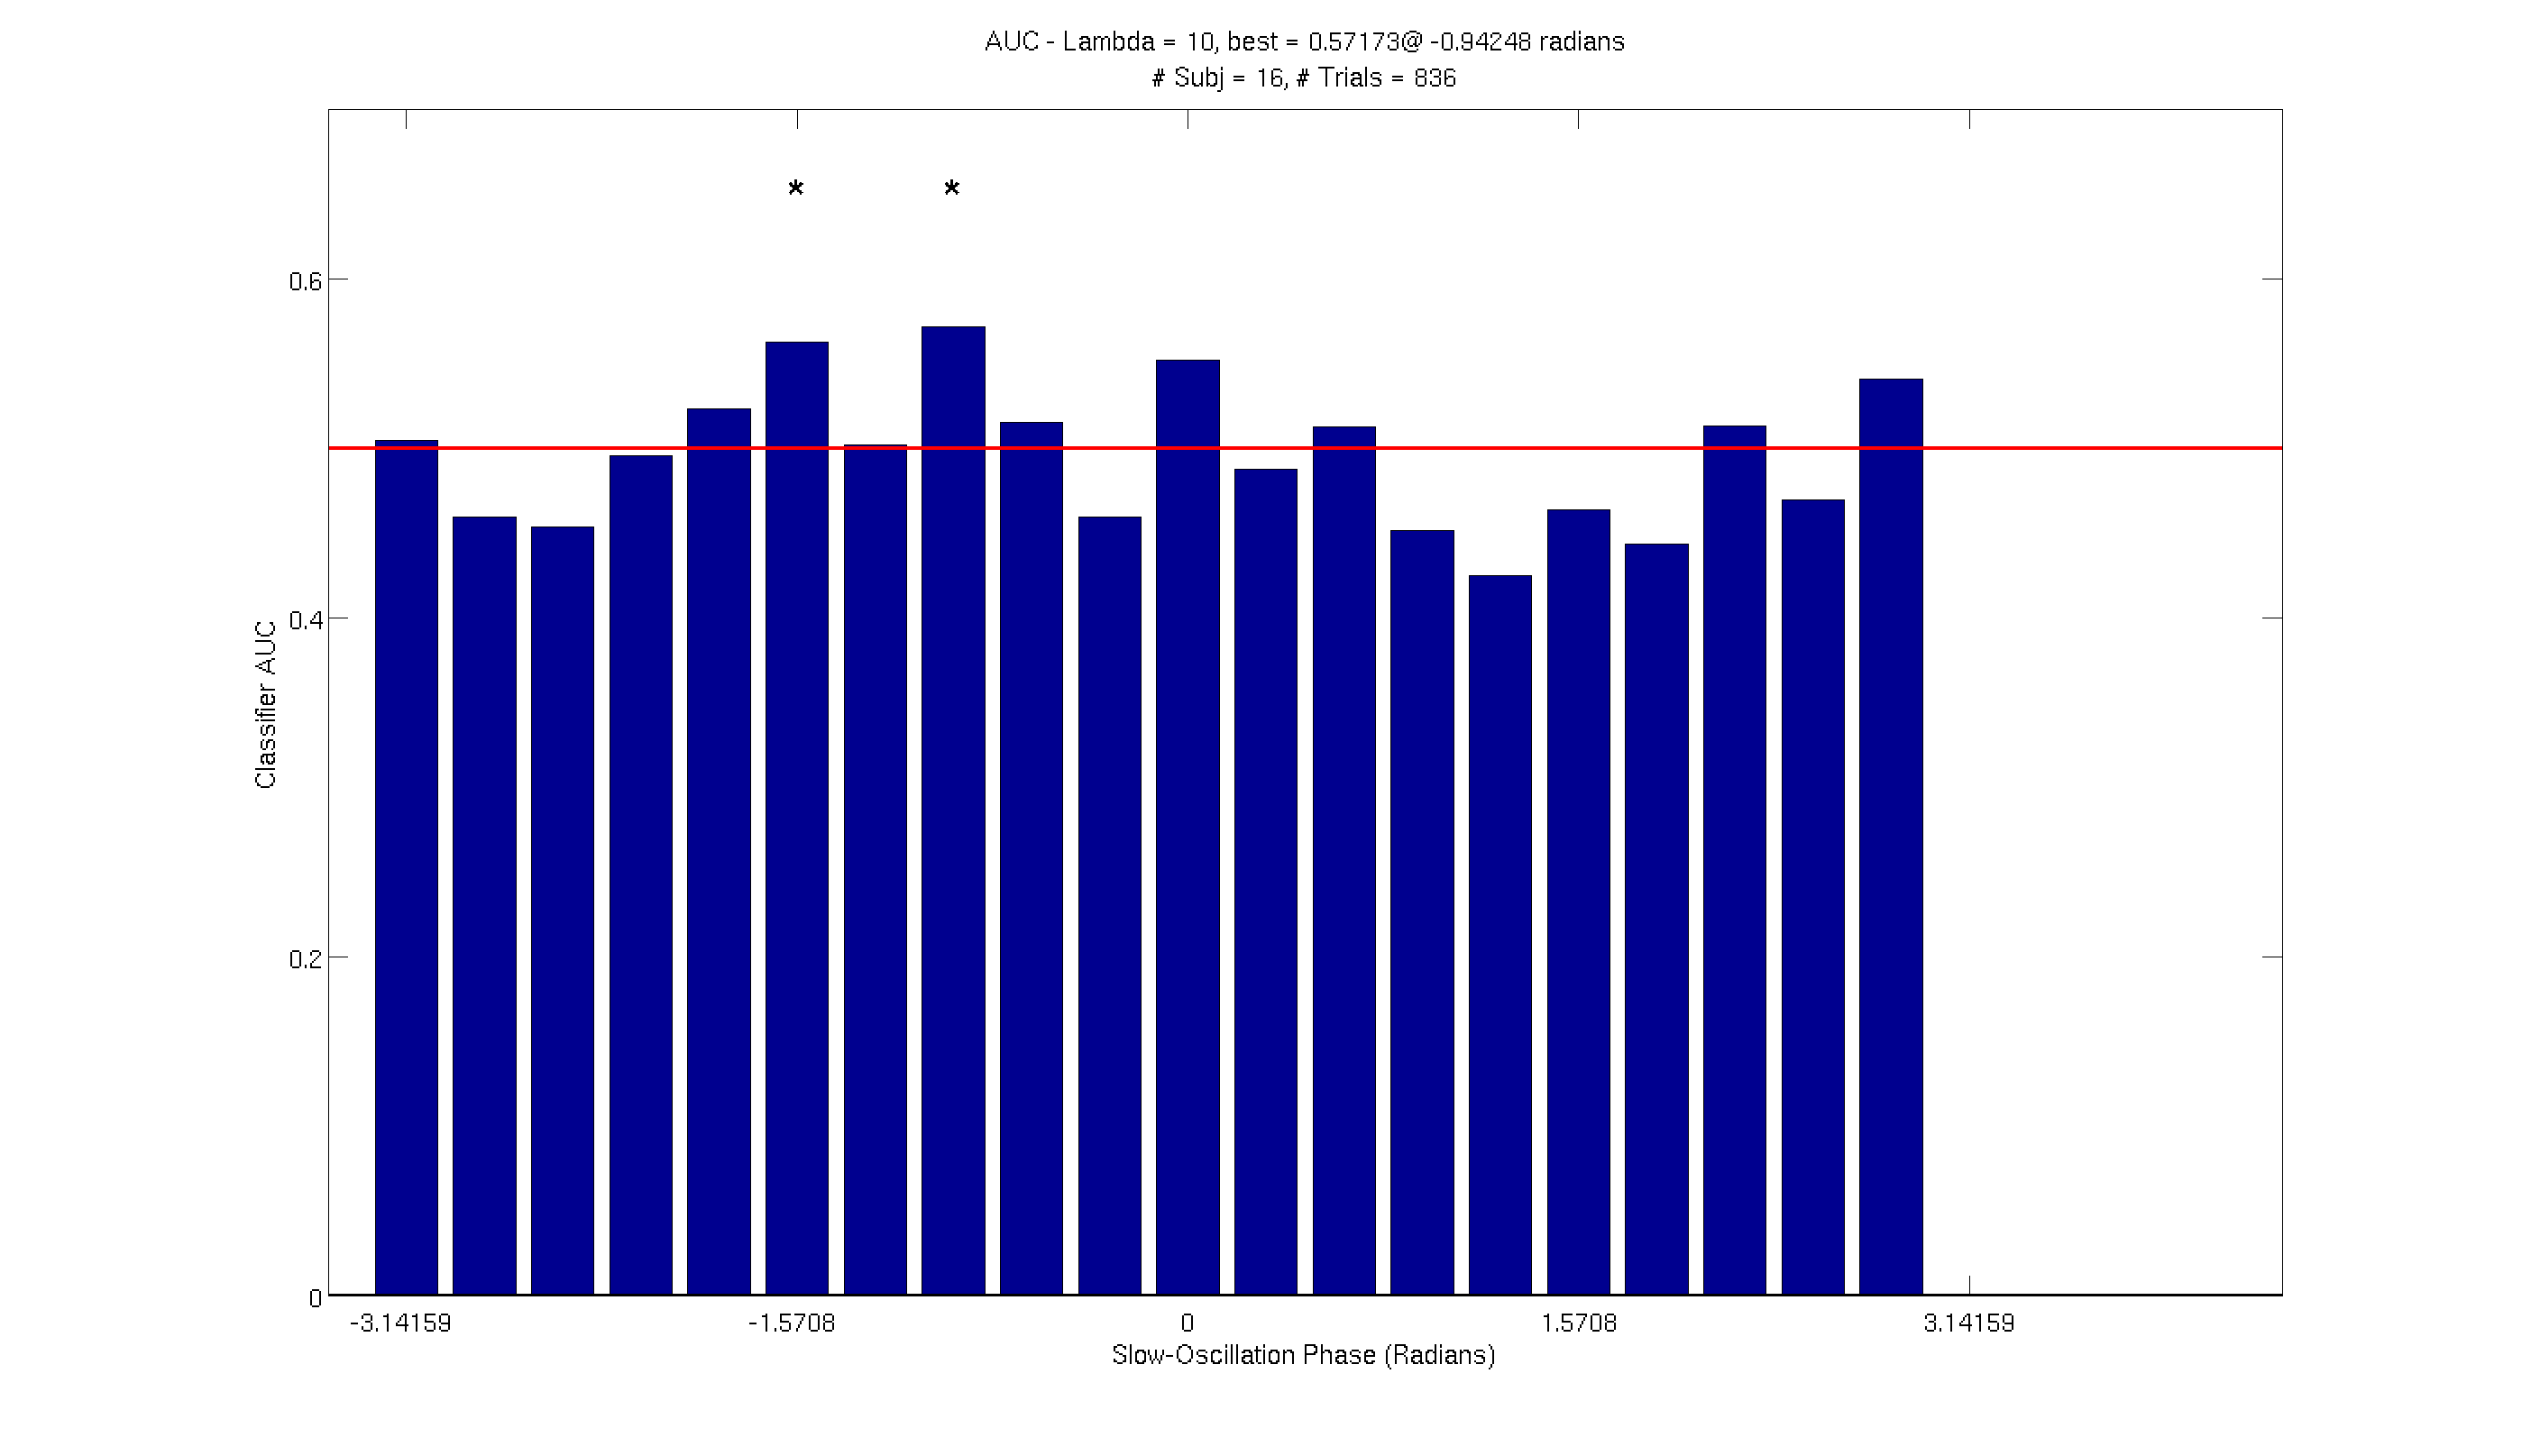 AUC - Lambda = 10, best = 0.57173@ -0.94248 radians
# Subj = 16, # Trials = 836
* *
0.6
0.4
0.2
0
Classifier AUC
-3.14159 -1.5708 0 1.5708 3.14159
Slow-Oscillation Phase (Radians)